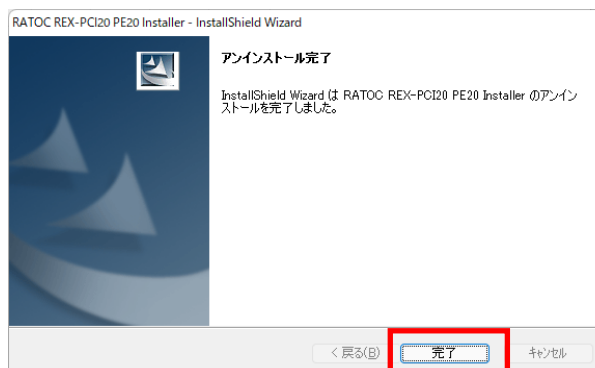 RATOC REX-PCI20 PE20 Installer - InstallShield Wizard
アンインストール完了
InstallShield Wizard は RATOC REX-PCI20 PE20 Installer のアンイン
ストールを完了しました。
< 戻る(B)
完了
キャンセル